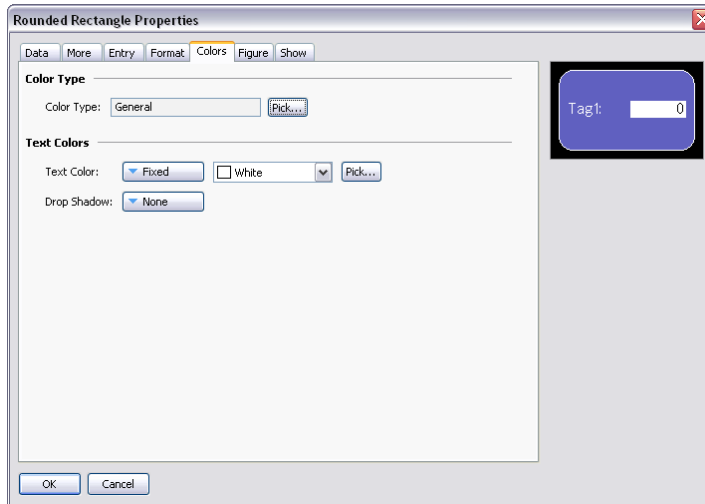 Rounded Rectangle Properties
Data More Entry Format Colors Figure Show
Color Type
Color Type: General Pick...
Tag1: 0
Text Colors
Text Color: Fixed White Pick...
Drop Shadow: None
OK Cancel